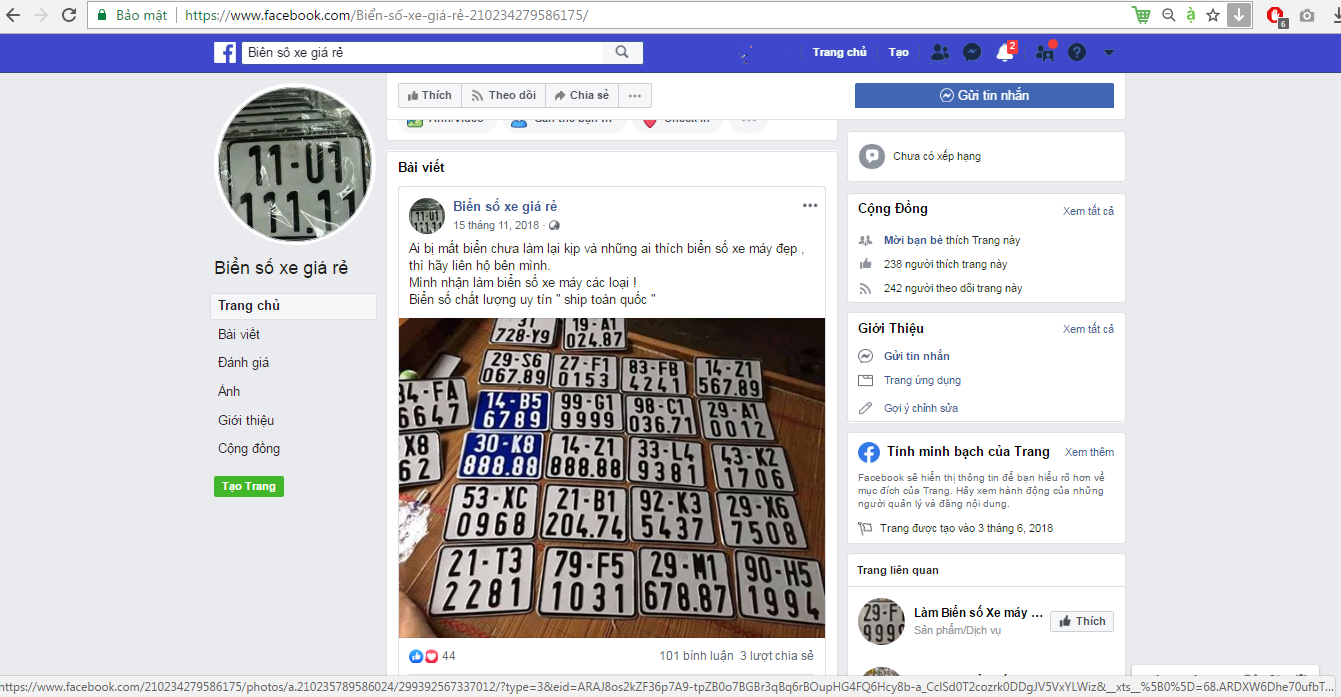 Bảo mật
https://www.facebook.com/Biển-số-xe-giá-rẻ-210234279586175/
6
Biển số xe giá rẻ
Trang chủ
Tạo
2
11-U1
111.11
Biển số xe giá rẻ
Trang chủ
Bài viết
Đánh giá
Ảnh
Giới thiệu
Cộng đồng
Tạo Trang
Thích
Theo dõi
Chia sẻ
Ảnh/Video
Gắn thẻ bạn ...
Check in
Bài viết
Biển số xe giá rẻ
15 tháng 11, 2018
Ai bị mất biển chưa làm lại kịp và những ai thích biển số xe máy đẹp ,
thì hãy liên hộ bên mình.
Mình nhận làm biển số xe máy các loại !
Biển số chất lượng uy tín " ship toàn quốc "
728-Y9
19-A1
024.87
29-S6
067.89
27-F1
0153
83-FB
4241
14-Z1
567.89
34-FA
6647
14-B5
6789
99-G1
9999
98-C1
036.71
29-A1
0012
X8
62
30-K8
888.88
14-Z1
888.88
33-L4
9381
43-K2
1706
53-XC
0968
21-B1
204.74
92-K3
5437
29-X6
7508
21-T3
2281
79-F5
1031
29-M1
678.87
90-H5
1994
44
101 bình luận
3 lượt chia sẻ
Gửi tin nhắn
Chưa có xếp hạng
Cộng Đồng
Xem tất cả
Mời bạn bè thích Trang này
238 người thích trang này
242 người theo dõi trang này
Giới Thiệu
Xem tất cả
Gửi tin nhắn
Trang ứng dụng
Gợi ý chỉnh sửa
Tính minh bạch của Trang
Xem thêm
Facebook sẽ hiển thị thông tin để bạn hiểu rõ hơn về
mục đích của Trang. Hãy xem hành động của những
người quản lý và đăng nội dung.
Trang được tạo vào 3 tháng 6, 2018
Trang liên quan
29-F
999
Làm Biển số Xe máy ...
Sản phẩm/Dịch vụ
Thích
https://www.facebook.com/210234279586175/photos/a.210235789586024/299392567337012/?type=3&eid=ARAJ8os2kZF36p7A9-tpZB0o7BGBr3qBq6rBOupHG4FQ6Hcy8b-a_CcISd0T2cozrk0DDgJV5VxYLWiz&__xts__%5B0%5D=68.ARDXW6Dhe70ufbT...